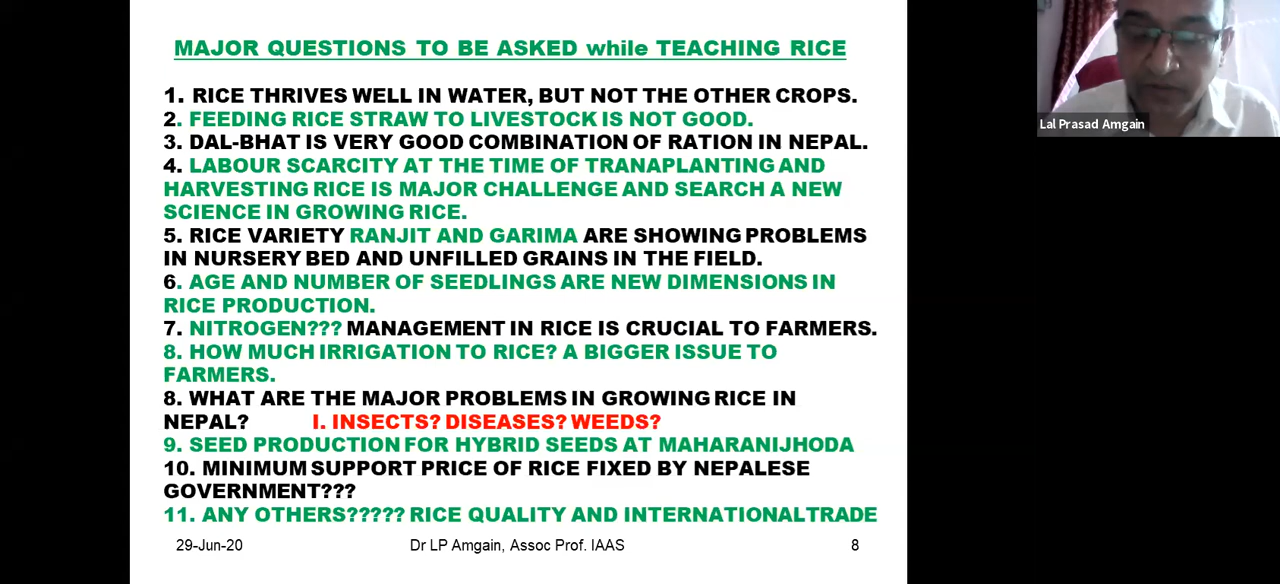 MAJOR QUESTIONS TO BE ASKED while TEACHING RICE
1. RICE THRIVES WELL IN WATER, BUT NOT THE OTHER CROPS.
2. FEEDING RICE STRAW TO LIVESTOCK IS NOT GOOD.
3. DAL-BHAT IS VERY GOOD COMBINATION OF RATION IN NEPAL.
4. LABOUR SCARCITY AT THE TIME OF TRANAPLANTING AND
HARVESTING RICE IS MAJOR CHALLENGE AND SEARCH A NEW
SCIENCE IN GROWING RICE.
5. RICE VARIETY RANJIT AND GARIMA ARE SHOWING PROBLEMS
IN NURSERY BED AND UNFILLED GRAINS IN THE FIELD.
6. AGE AND NUMBER OF SEEDLINGS ARE NEW DIMENSIONS IN
RICE PRODUCTION.
7. NITROGEN??? MANAGEMENT IN RICE IS CRUCIAL TO FARMERS.
8. HOW MUCH IRRIGATION TO RICE? A BIGGER ISSUE TO
FARMERS.
8. WHAT ARE THE MAJOR PROBLEMS IN GROWING RICE IN
NEPAL? I. INSECTS? DISEASES? WEEDS?
9. SEED PRODUCTION FOR HYBRID SEEDS AT MAHARANIJHODA
10. MINIMUM SUPPORT PRICE OF RICE FIXED BY NEPALESE
GOVERNMENT???
11. ANY OTHERS????? RICE QUALITY AND INTERNATIONALTRADE
29-Jun-20 Dr LP Amgain, Assoc Prof. IAAS 8
Lal Prasad Amgain